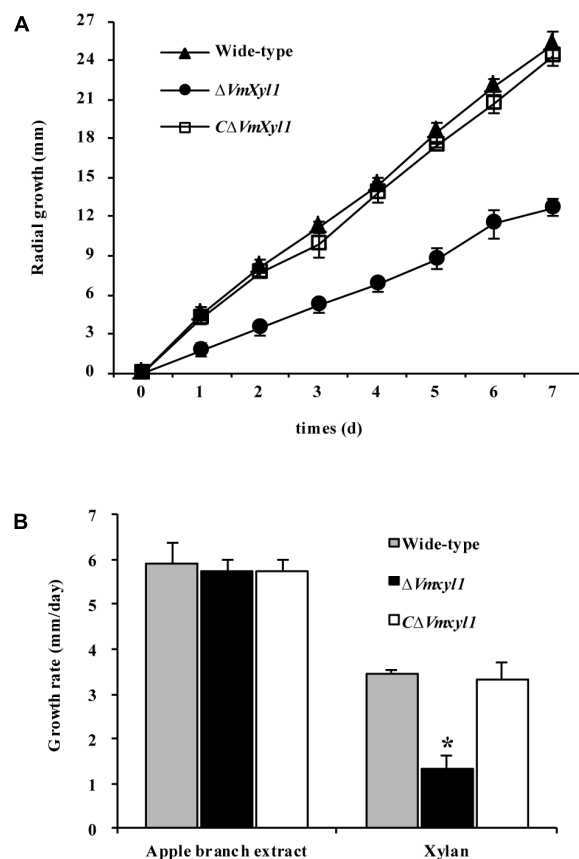 A
27
24
21
18
15
12
9
6
3
0
Radial growth (mm)
Wide-type
ΔVmXyl1
CΔVmXyl1
0 1 2 3 4 5 6 7
times (d)
B
7
6
5
4
3
2
1
0
Growth rate (mm/day)
Wide-type
ΔVmxyl1
CΔVmxyl1
*
Apple branch extract Xylan